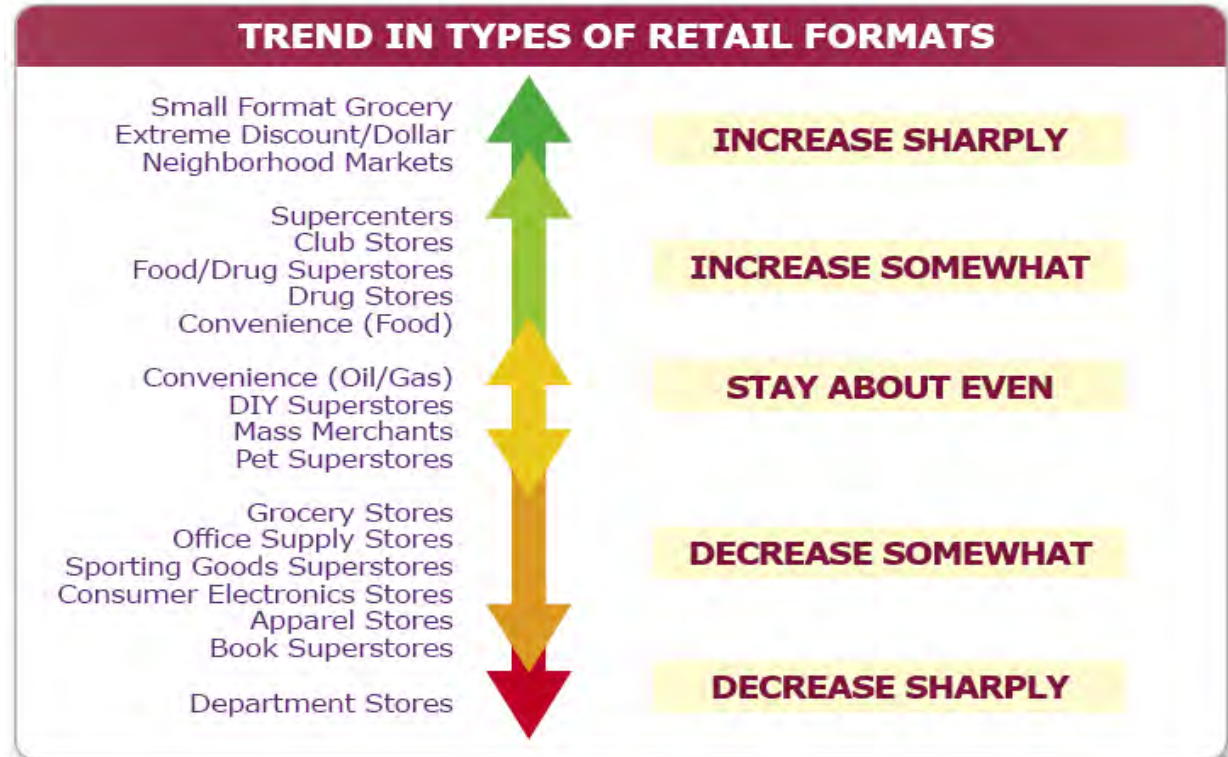 TREND IN TYPES OF RETAIL FORMATS
Small Format Grocery
Extreme Discount/Dollar
Neighborhood Markets
INCREASE SHARPLY
Supercenters
Club Stores
Food/Drug Superstores
Drug Stores
Convenience (Food)
INCREASE SOMEWHAT
Convenience (Oil/Gas)
DIY Superstores
Mass Merchants
Pet Superstores
STAY ABOUT EVEN
Grocery Stores
Office Supply Stores
Sporting Goods Superstores
Consumer Electronics Stores
Apparel Stores
Book Superstores
DECREASE SOMEWHAT
Department Stores
DECREASE SHARPLY